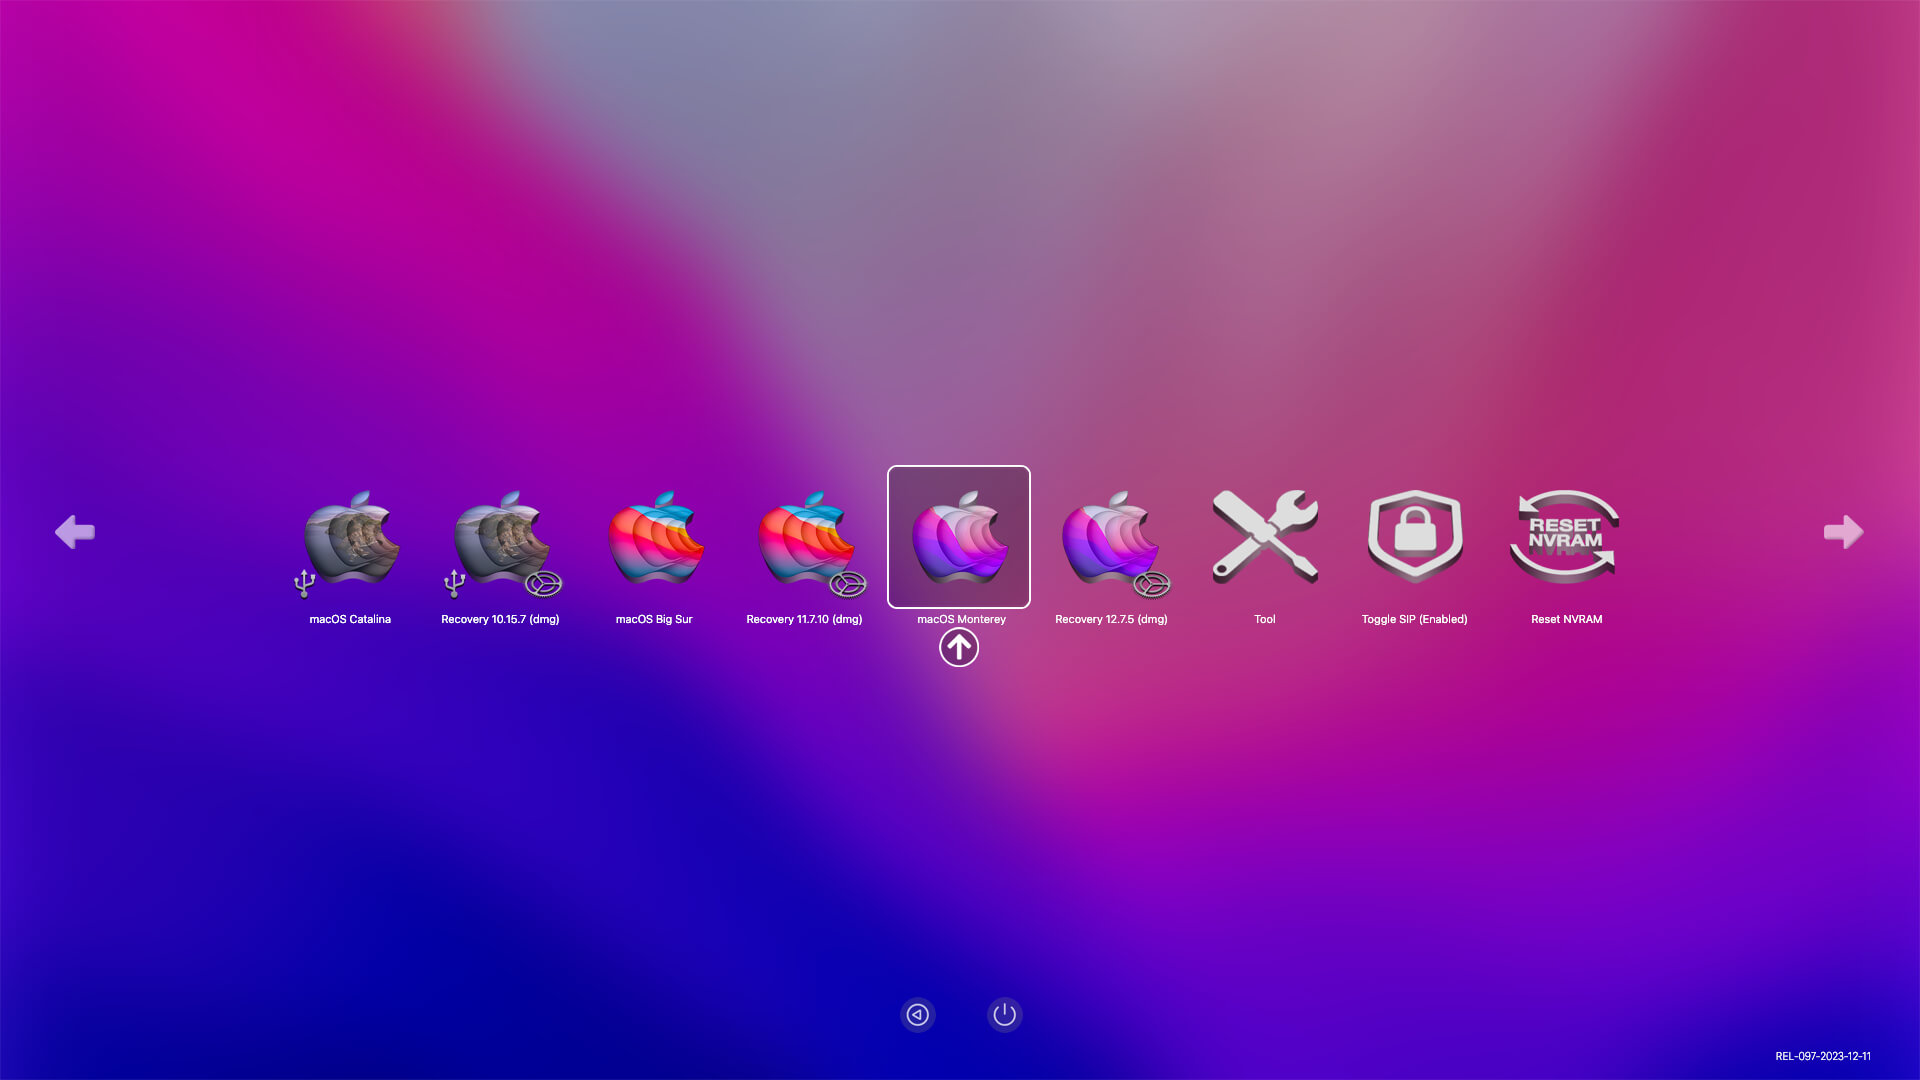 RESET
NVRAM
macOS Catalina
Recovery 10.15.7 (dmg)
macOS Big Sur
Recovery 11.7.10 (dmg)
macOS Monterey
Recovery 12.7.5 (dmg)
Tool
Toggle SIP (Enabled)
Reset NVRAM
REL-097-2023-12-11